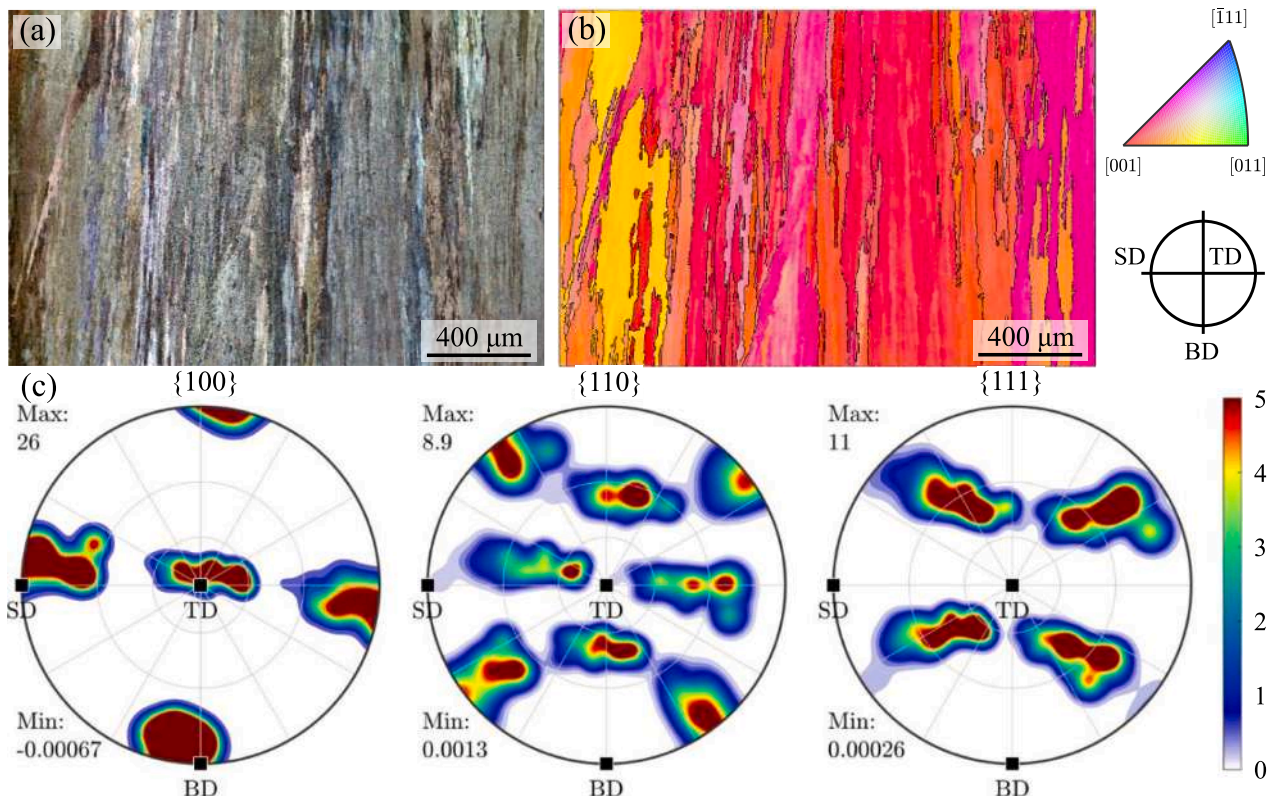 (a)
(b)
[1̄11]
[001]
[011]
SD
TD
BD
400 μm
400 μm
(c)
{100}
{110}
{111}
Max:
26
Max:
8.9
Max:
11
5
4
3
2
1
0
SD
TD
SD
TD
SD
TD
Min:
-0.00067
Min:
0.0013
Min:
0.00026
BD
BD
BD